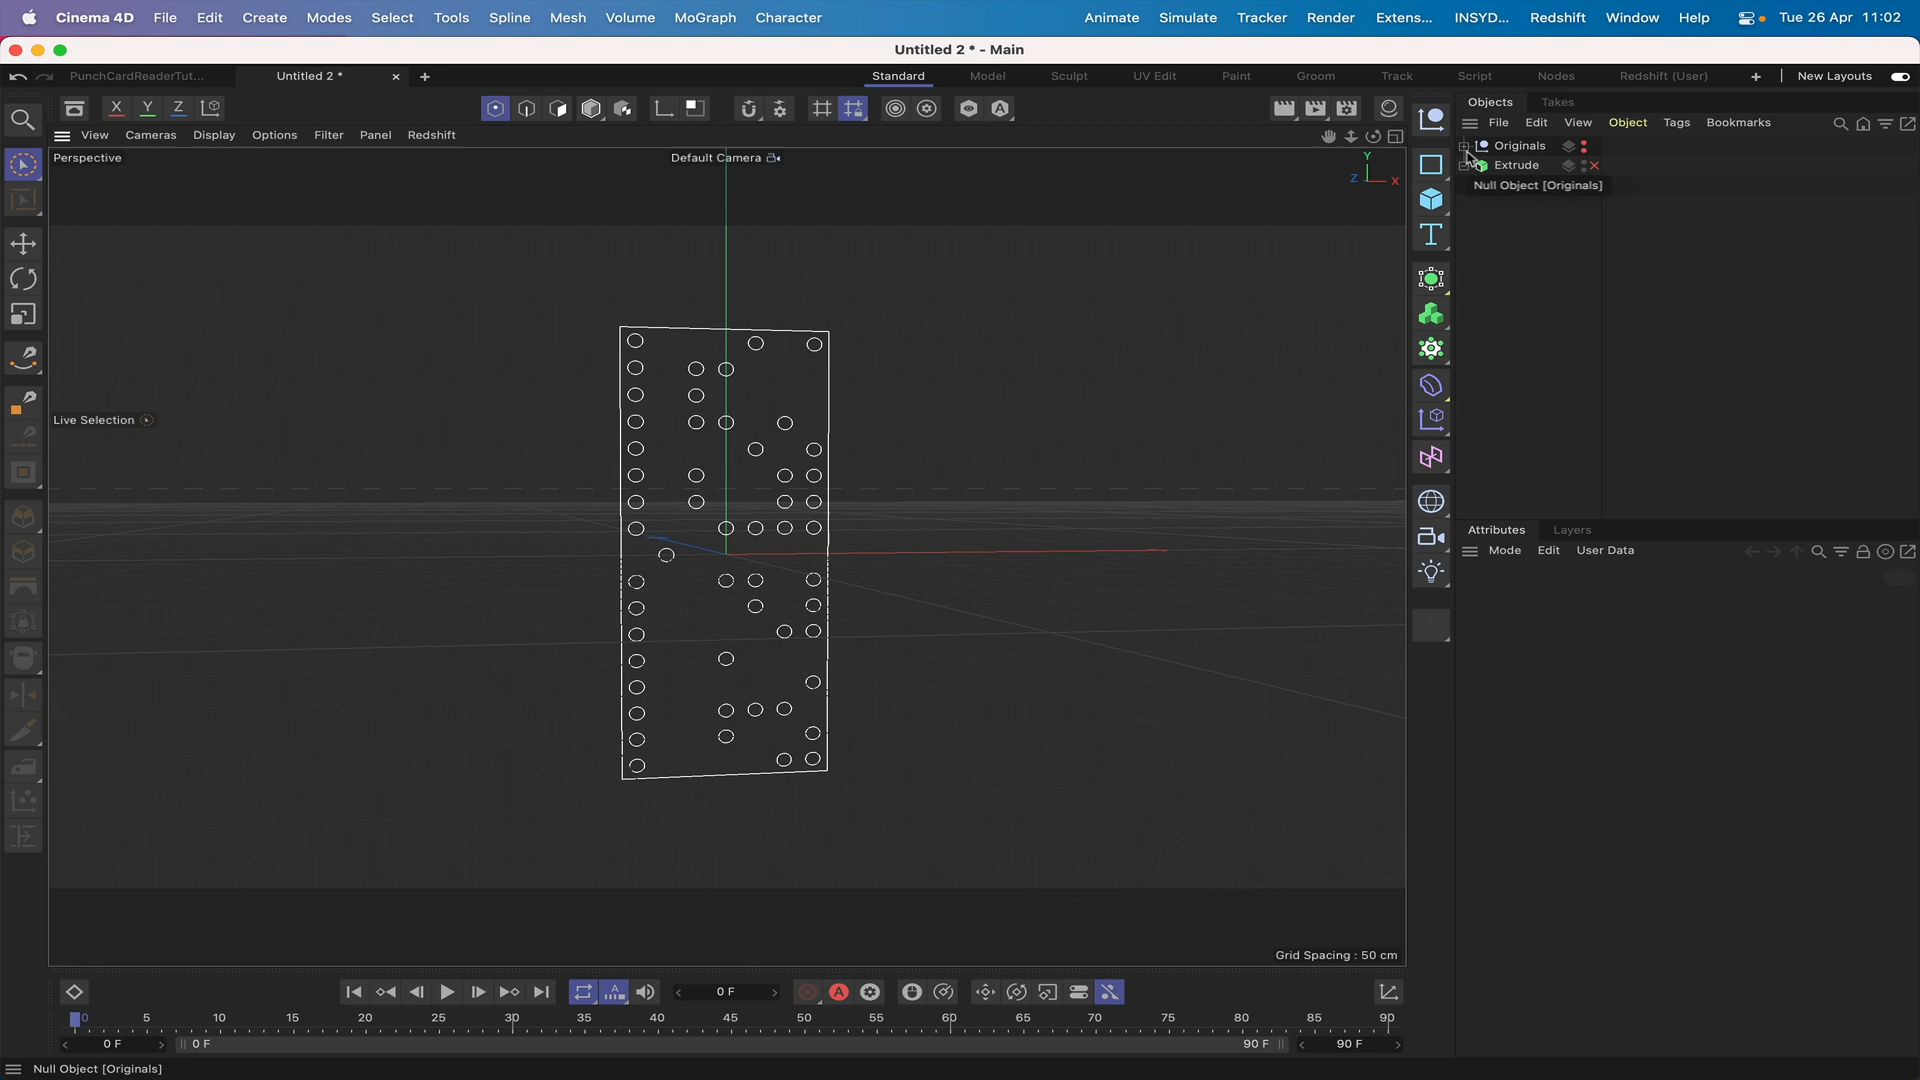 Cinema 4D File Edit Create Modes Select Tools Spline Mesh Volume MoGraph Character Animate Simulate Tracker Render Extens... INSYD... Redshift Window Help Tue 26 Apr 11:02
Untitled 2 * - Main
PunchCardReaderTut... Untitled 2 * Standard Model Sculpt UV Edit Paint Groom Track Script Nodes Redshift (User) New Layouts
X Y Z
Objects Takes
File Edit View Object Tags Bookmarks
View Cameras Display Options Filter Panel Redshift
Perspective
Default Camera
Y
Z X
Originals
Extrude
Null Object [Originals]
Live Selection
Attributes Layers
Mode Edit User Data
Grid Spacing : 50 cm
0 F
A
0 5 10 15 20 25 30 35 40 45 50 55 60 65 70 75 80 85 90
0 F 0 F 90 F 90 F
Null Object [Originals]